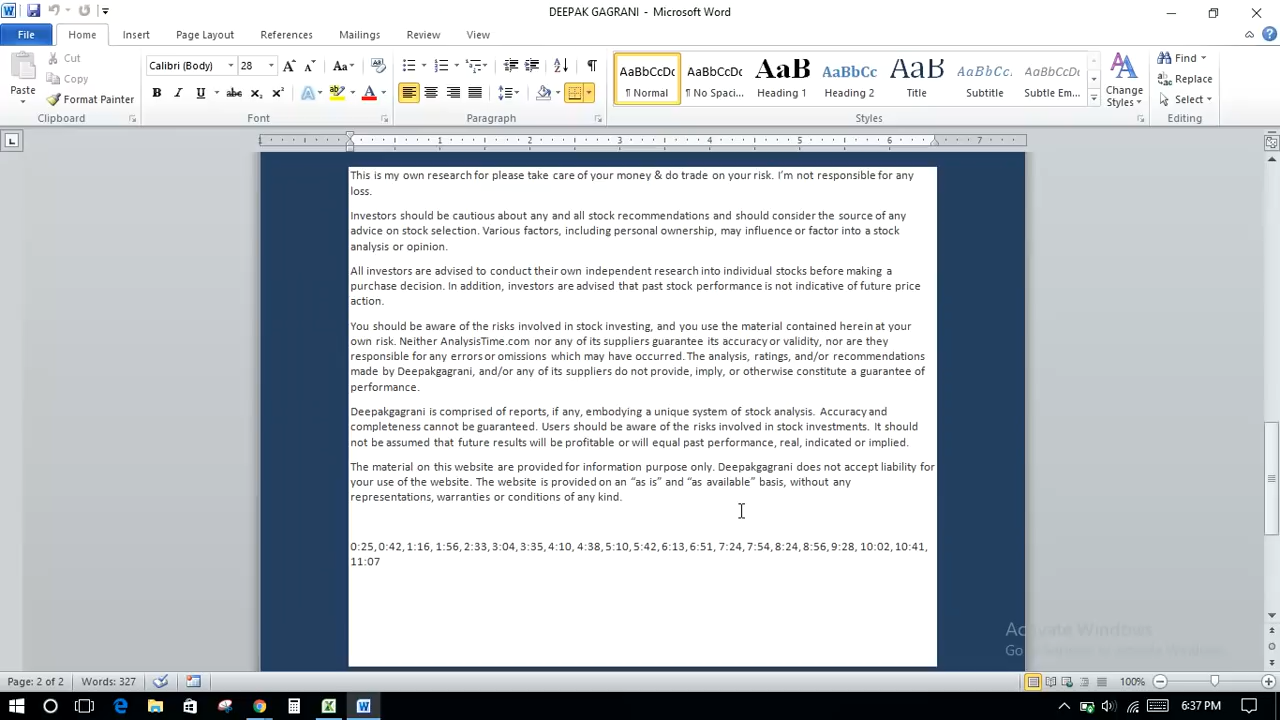 DEEPAK GAGRANI - Microsoft Word
File Home Insert Page Layout References Mailings Review View
Cut
Copy
Format Painter
Paste
Clipboard
Calibri (Body) 28
Font
Paragraph
AaBbCcDc AaBbCcDc AaB AaBbCc AaB AaBbCcD AaBbCcDc
¶ Normal ¶ No Spaci... Heading 1 Heading 2 Title Subtitle Subtle Em...
Styles
Change
Styles
Find
Replace
Select
Editing
1 1 2 3 4 5 6 7
This is my own research for please take care of your money & do trade on your risk. I'm not responsible for any
loss.
Investors should be cautious about any and all stock recommendations and should consider the source of any
advice on stock selection. Various factors, including personal ownership, may influence or factor into a stock
analysis or opinion.
All investors are advised to conduct their own independent research into individual stocks before making a
purchase decision. In addition, investors are advised that past stock performance is not indicative of future price
action.
You should be aware of the risks involved in stock investing, and you use the material contained herein at your
own risk. Neither AnalysisTime.com nor any of its suppliers guarantee its accuracy or validity, nor are they
responsible for any errors or omissions which may have occurred. The analysis, ratings, and/or recommendations
made by Deepakgagrani, and/or any of its suppliers do not provide, imply, or otherwise constitute a guarantee of
performance.
Deepakgagrani is comprised of reports, if any, embodying a unique system of stock analysis. Accuracy and
completeness cannot be guaranteed. Users should be aware of the risks involved in stock investments. It should
not be assumed that future results will be profitable or will equal past performance, real, indicated or implied.
The material on this website are provided for information purpose only. Deepakgagrani does not accept liability for
your use of the website. The website is provided on an “as is” and “as available” basis, without any
representations, warranties or conditions of any kind.
0:25, 0:42, 1:16, 1:56, 2:33, 3:04, 3:35, 4:10, 4:38, 5:10, 5:42, 6:13, 6:51, 7:24, 7:54, 8:24, 8:56, 9:28, 10:02, 10:41,
11:07
Activate Windows
Page: 2 of 2 Words: 327 100%
6:37 PM